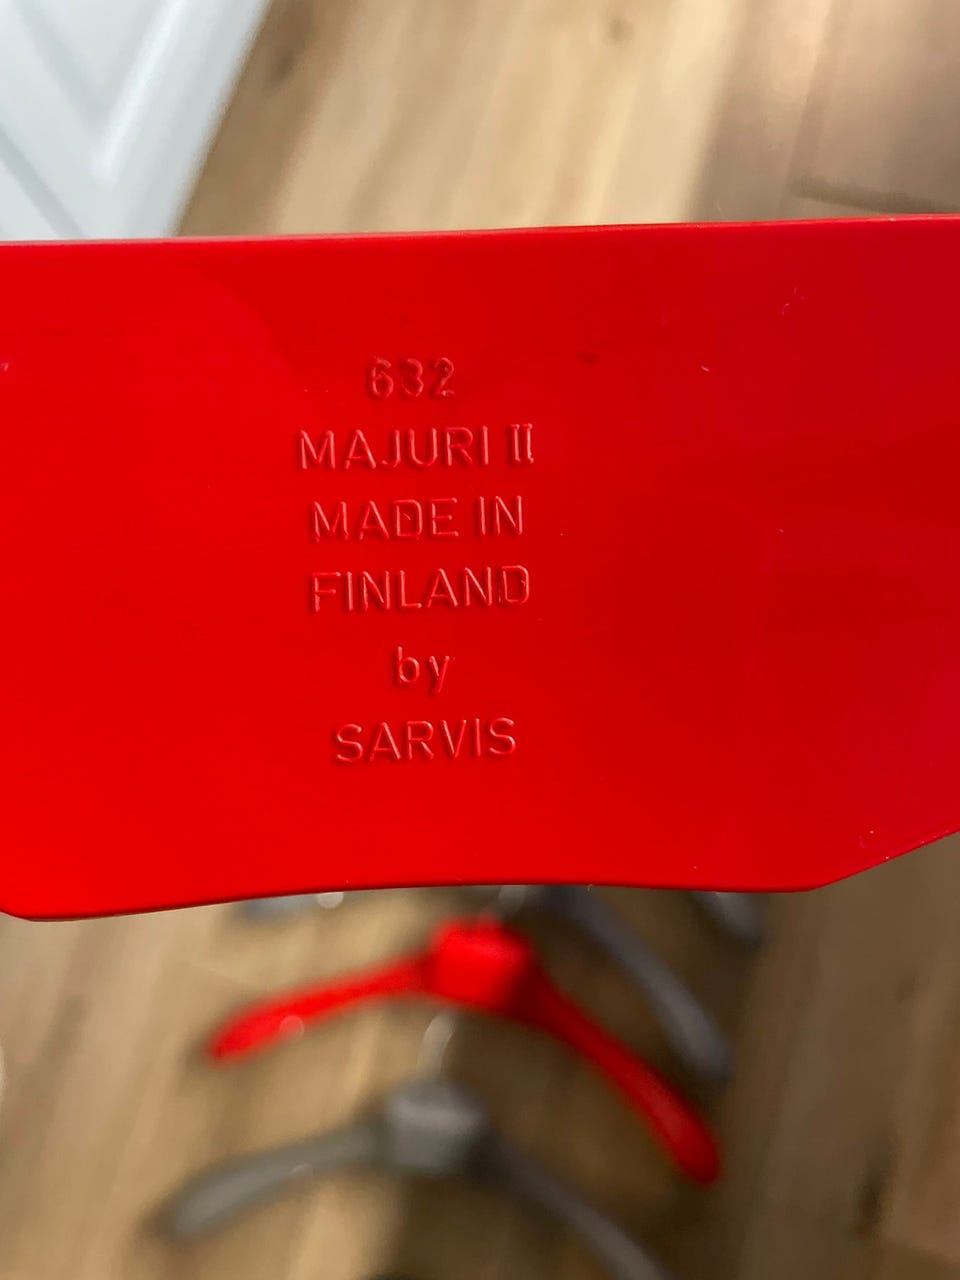 632
MAJURI II
MADE IN
FINLAND
by
SARVIS